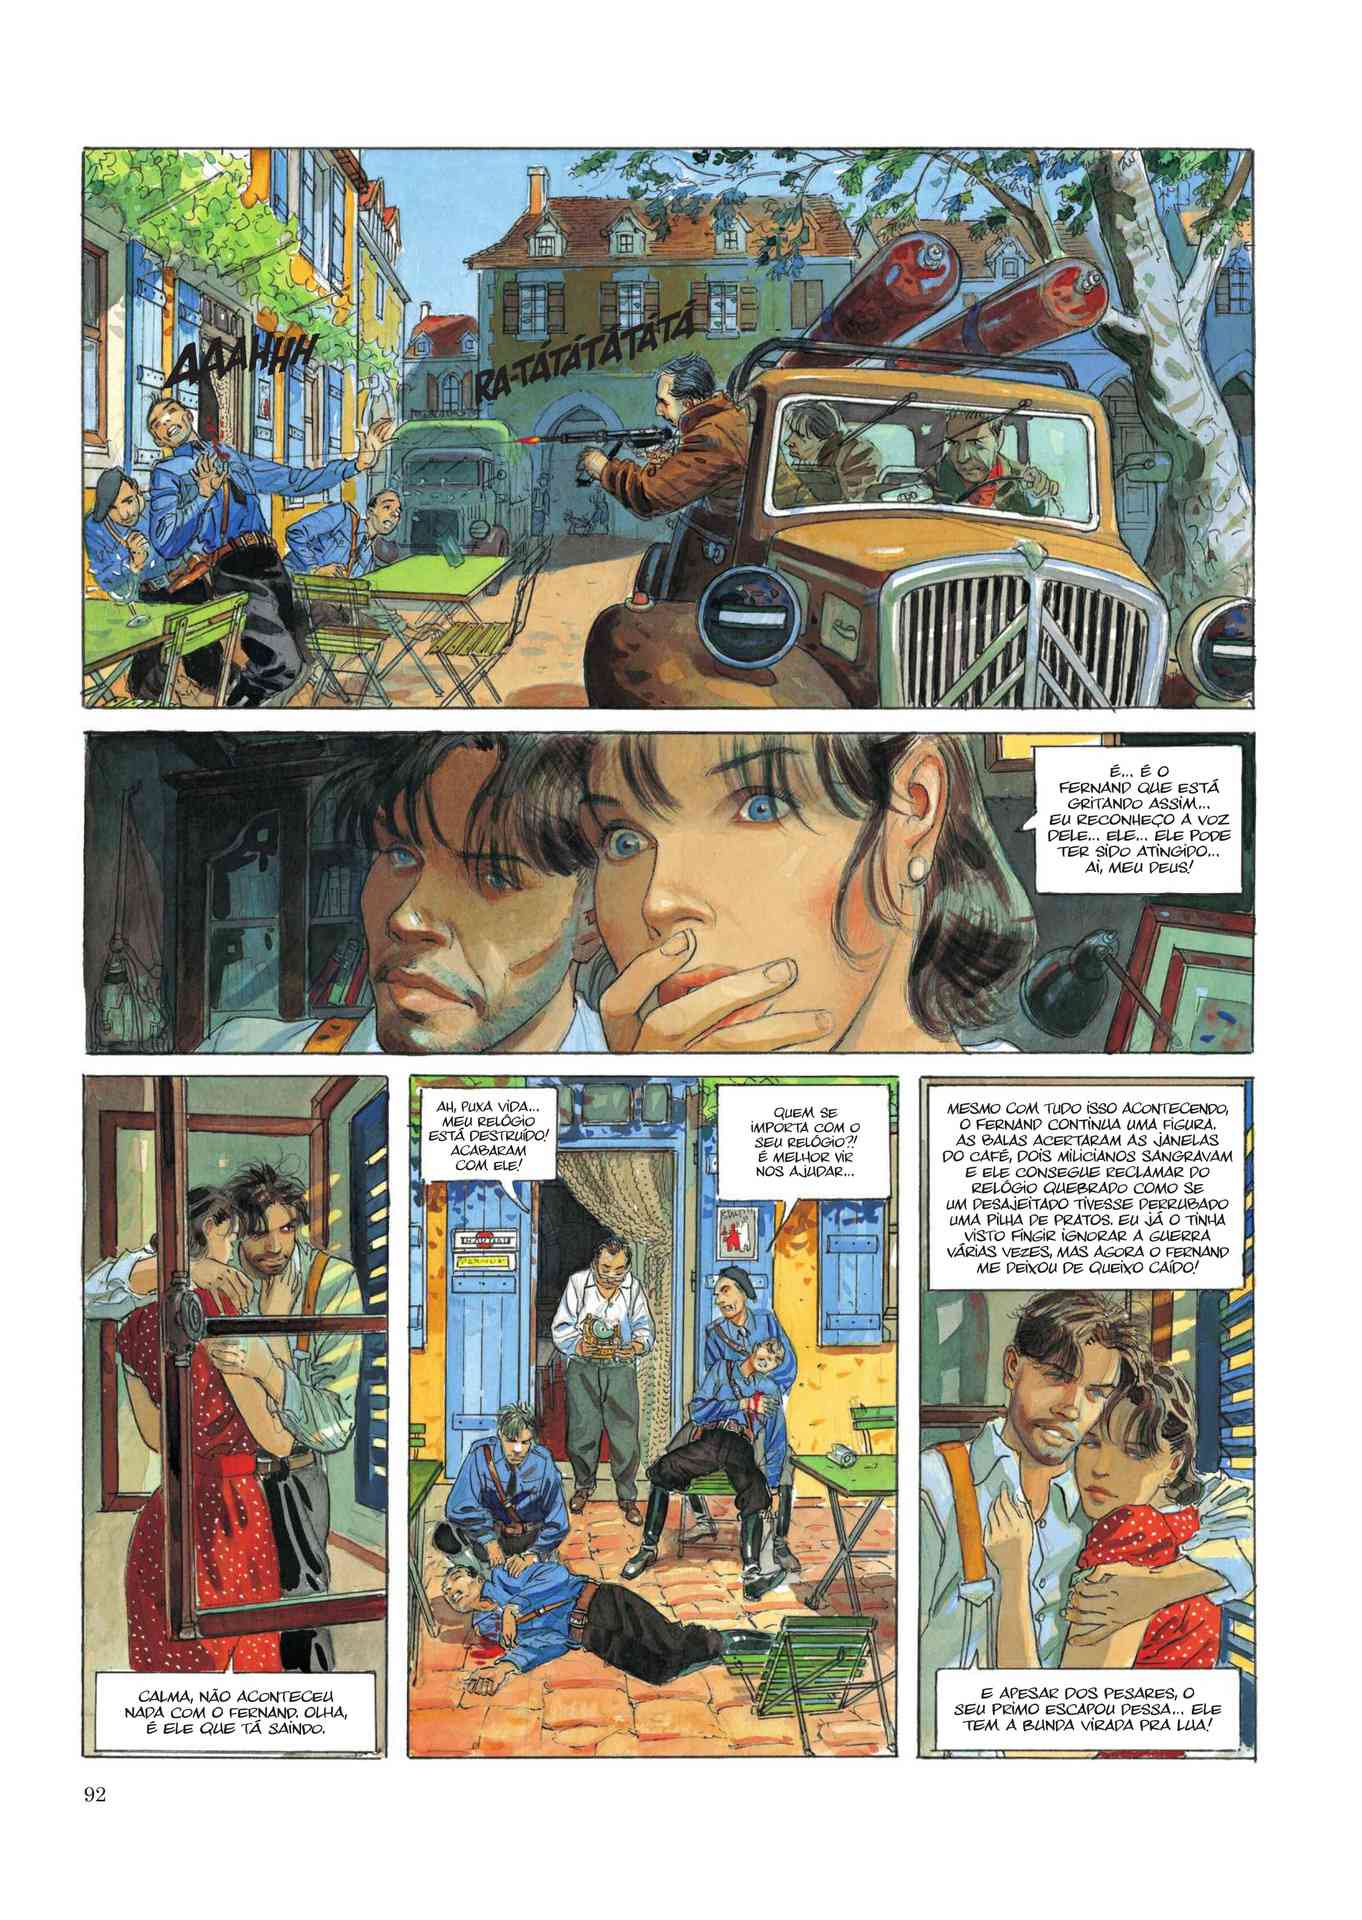 AAAHHH
RA-TÁTÁTÁTÁTÁ
É... É O
FERNAND QUE ESTÁ
GRITANDO ASSIM...
EU RECONHEÇO A VOZ
DELE... ELE... ELE PODE
TER SIDO ATINGIDO...
AI, MEU DEUS!
CALMA, NÃO ACONTECEU
NADA COM O FERNAND. OLHA,
É ELE QUE TÁ SAINDO.
AH, PUXA VIDA...
MEU RELÓGIO
ESTÁ DESTRUÍDO!
ACABARAM
COM ELE!
QUEM SE
IMPORTA COM O
SEU RELÓGIO?!
É MELHOR VIR
NOS AJUDAR...
MESMO COM TUDO ISSO ACONTECENDO,
O FERNAND CONTINUA UMA FIGURA.
AS BALAS ACERTARAM AS JANELAS
DO CAFÉ, DOIS MILICIANOS SANGRAVAM
E ELE CONSEGUE RECLAMAR DO
RELÓGIO QUEBRADO COMO SE
UM DESAJEITADO TIVESSE DERRUBADO
UMA PILHA DE PRATOS. EU JÁ O TINHA
VISTO FINGIR IGNORAR A GUERRA
VÁRIAS VEZES, MAS AGORA O FERNAND
ME DEIXOU DE QUEIXO CAÍDO!
E APESAR DOS PESARES, O
SEU PRIMO ESCAPOU DESSA... ELE
TEM A BUNDA VIRADA PRA LUA!
92